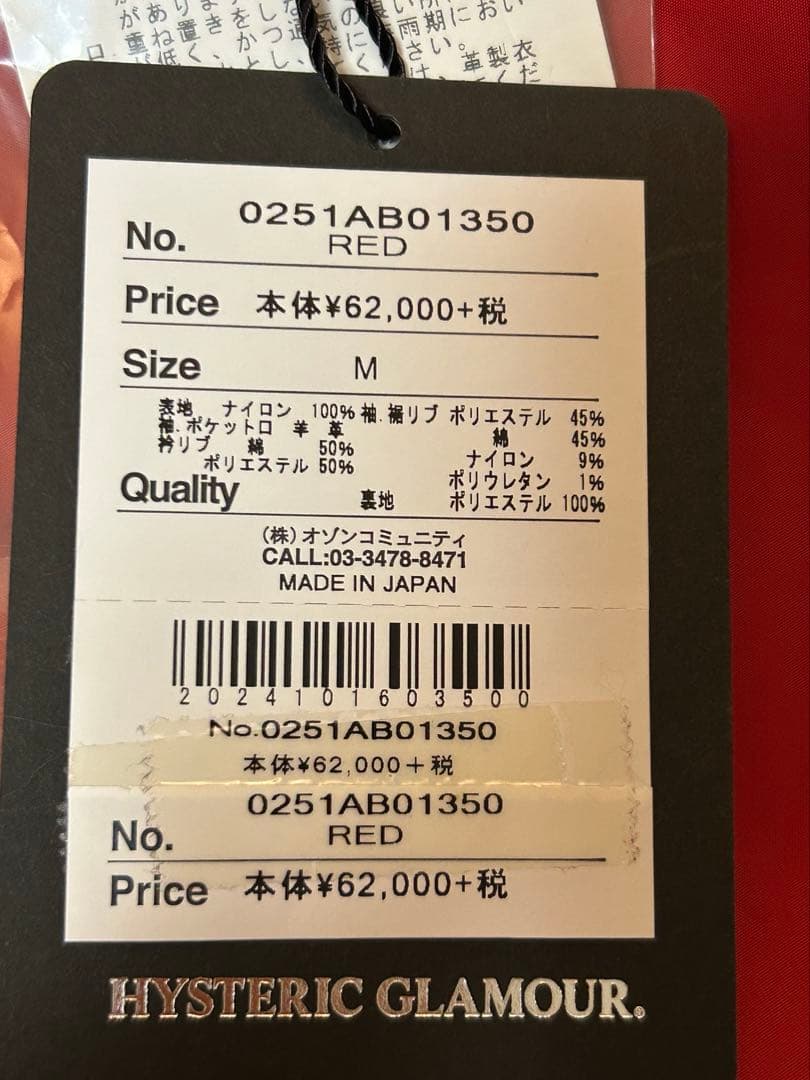 0251AB01350
No. RED
Price 本体¥62,000+税
Size M
表地 ナイロン 100% 袖.裾リブ ポリエステル 45%
袖.ポケット口 羊 革 綿 45%
衿リブ 綿 50% ナイロン 9%
ポリエステル 50% ポリウレタン 1%
Quality 裏地 ポリエステル 100%
(株)オゾンコミュニティ
CALL:03-3478-8471
MADE IN JAPAN
2024101603500
No.0251AB01350
本体¥62,000+税
0251AB01350
No. RED
Price 本体¥62,000+税
HYSTERIC GLAMOUR.